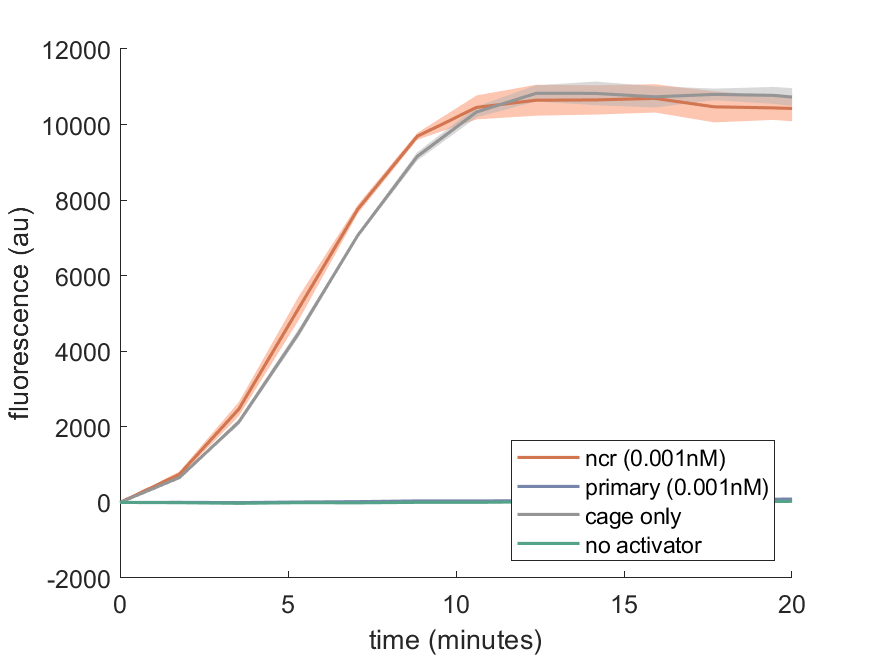 12000
10000
8000
6000
4000
2000
0
-2000
fluorescence (au)
ncr (0.001nM)
primary (0.001nM)
cage only
no activator
0 5 10 15 20
time (minutes)